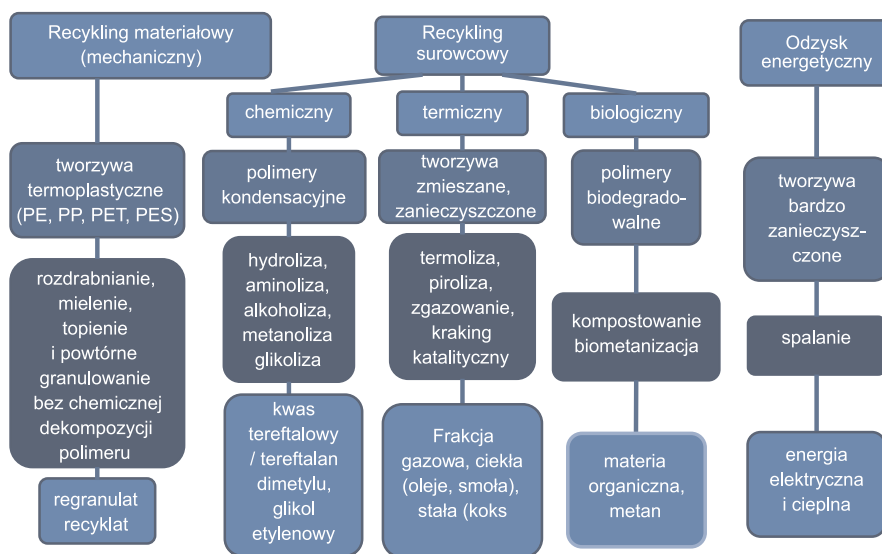 Recykling materiałowy
(mechaniczny)
Recykling
surowcowy
Odzysk
energetyczny
chemiczny
termiczny
biologiczny
tworzywa
termoplastyczne
(PE, PP, PET, PES)
polimery
kondensacyjne
tworzywa
zmieszane,
zanieczyszczone
polimery
biodegrado-
walne
tworzywa
bardzo
zanieczysz-
czone
rozdrabnianie,
mielenie,
topienie
i powtórne
granulowanie
bez chemicznej
dekompozycji
polimeru
hydroliza,
aminoliza,
alkoholiza,
metanoliza
glikoliza
termoliza,
piroliza,
zgazowanie,
kraking
katalityczny
kompostowanie
biometanizacja
spalanie
regranulat
recyklat
kwas
tereftalowy
/ tereftalan
dimetylu,
glikol
etylenowy
Frakcja
gazowa, ciekła
(oleje, smoła),
stała (koks
materia
organiczna,
metan
energia
elektryczna
i cieplna